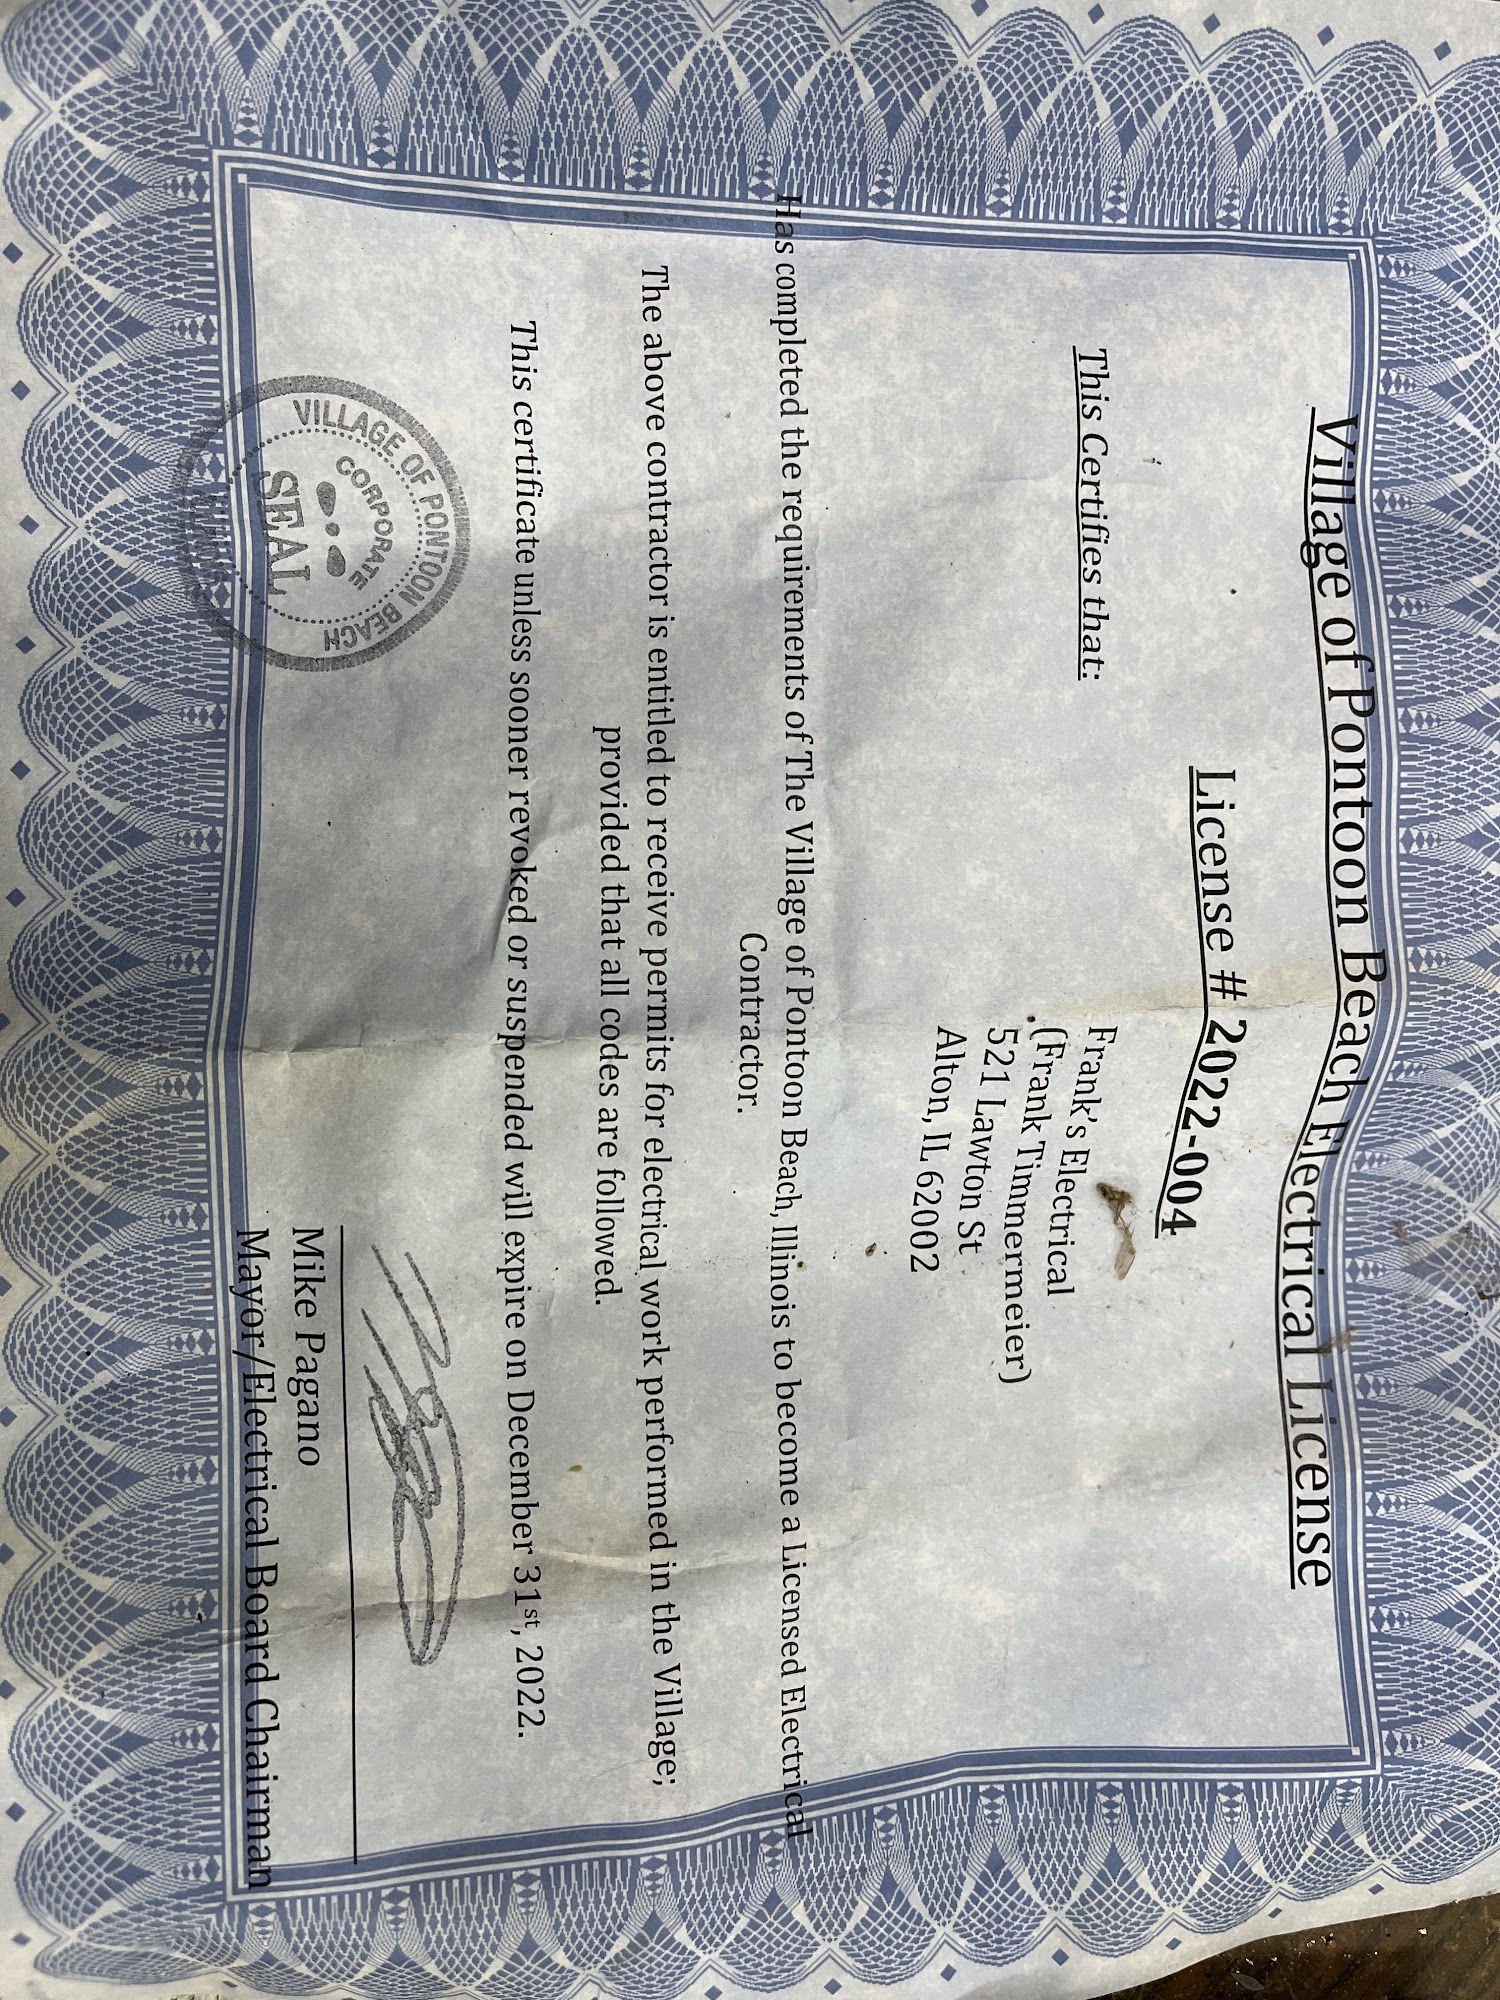 Village of Pontoon Beach Electrical License
License # 2022-004
This Certifies that:
Frank's Electrical
(Frank Timmermeier)
521 Lawton St
Alton, IL 62002
Has completed the requirements of The Village of Pontoon Beach, Illinois to become a Licensed Electrical
Contractor.
The above contractor is entitled to receive permits for electrical work performed in the Village;
provided that all codes are followed.
This certificate unless sooner revoked or suspended will expire on December 31st, 2022.
VILLAGE OF PONTOON BEACH
CORPORATE
SEAL
Mike Pagano
Mayor/Electrical Board Chairman